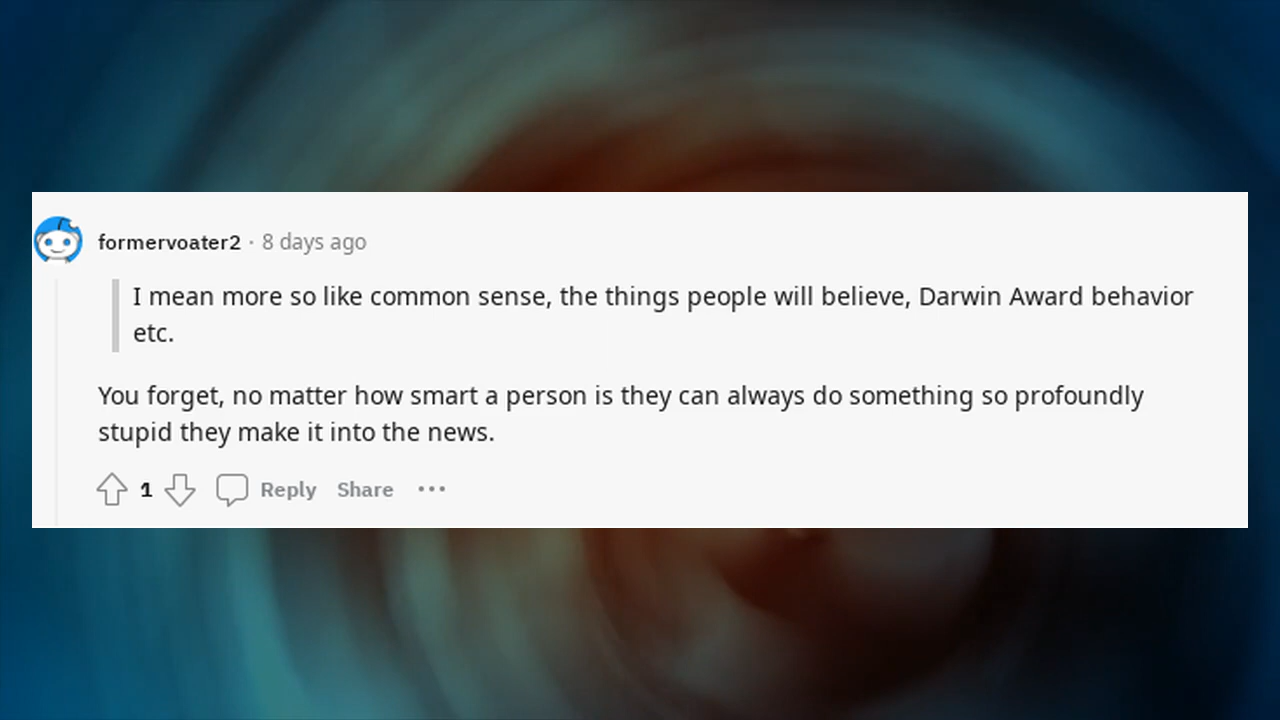 formervoater2 · 8 days ago
I mean more so like common sense, the things people will believe, Darwin Award behavior
etc.
You forget, no matter how smart a person is they can always do something so profoundly
stupid they make it into the news.
1 Reply Share ···